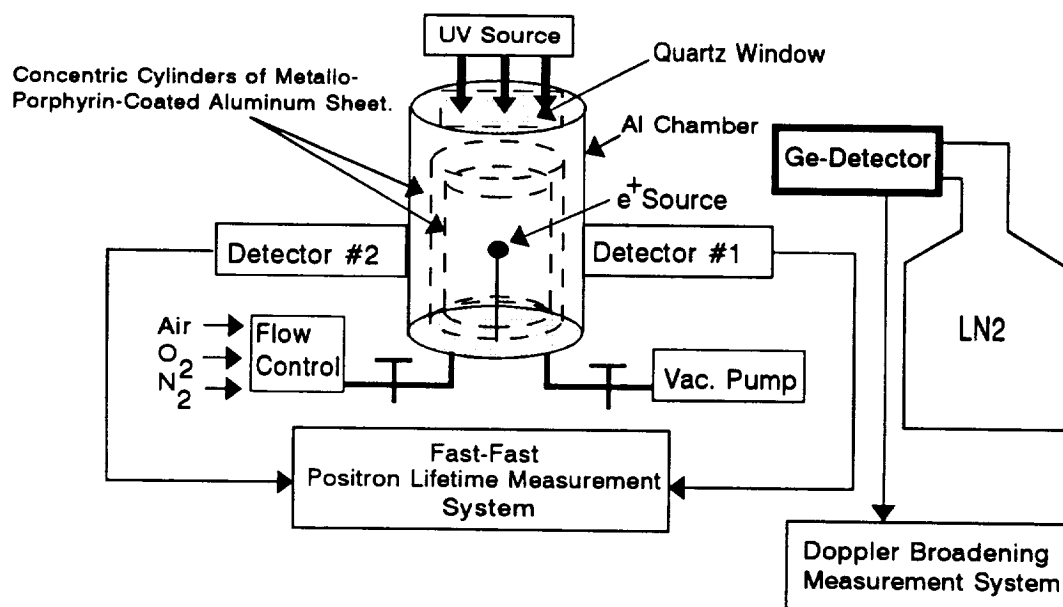 UV Source
Quartz Window
Concentric Cylinders of Metallo-
Porphyrin-Coated Aluminum Sheet.
Al Chamber
Ge-Detector
e+ Source
Detector #2
Detector #1
Air
O2
N2
Flow
Control
Vac. Pump
LN2
Fast-Fast
Positron Lifetime Measurement
System
Doppler Broadening
Measurement System